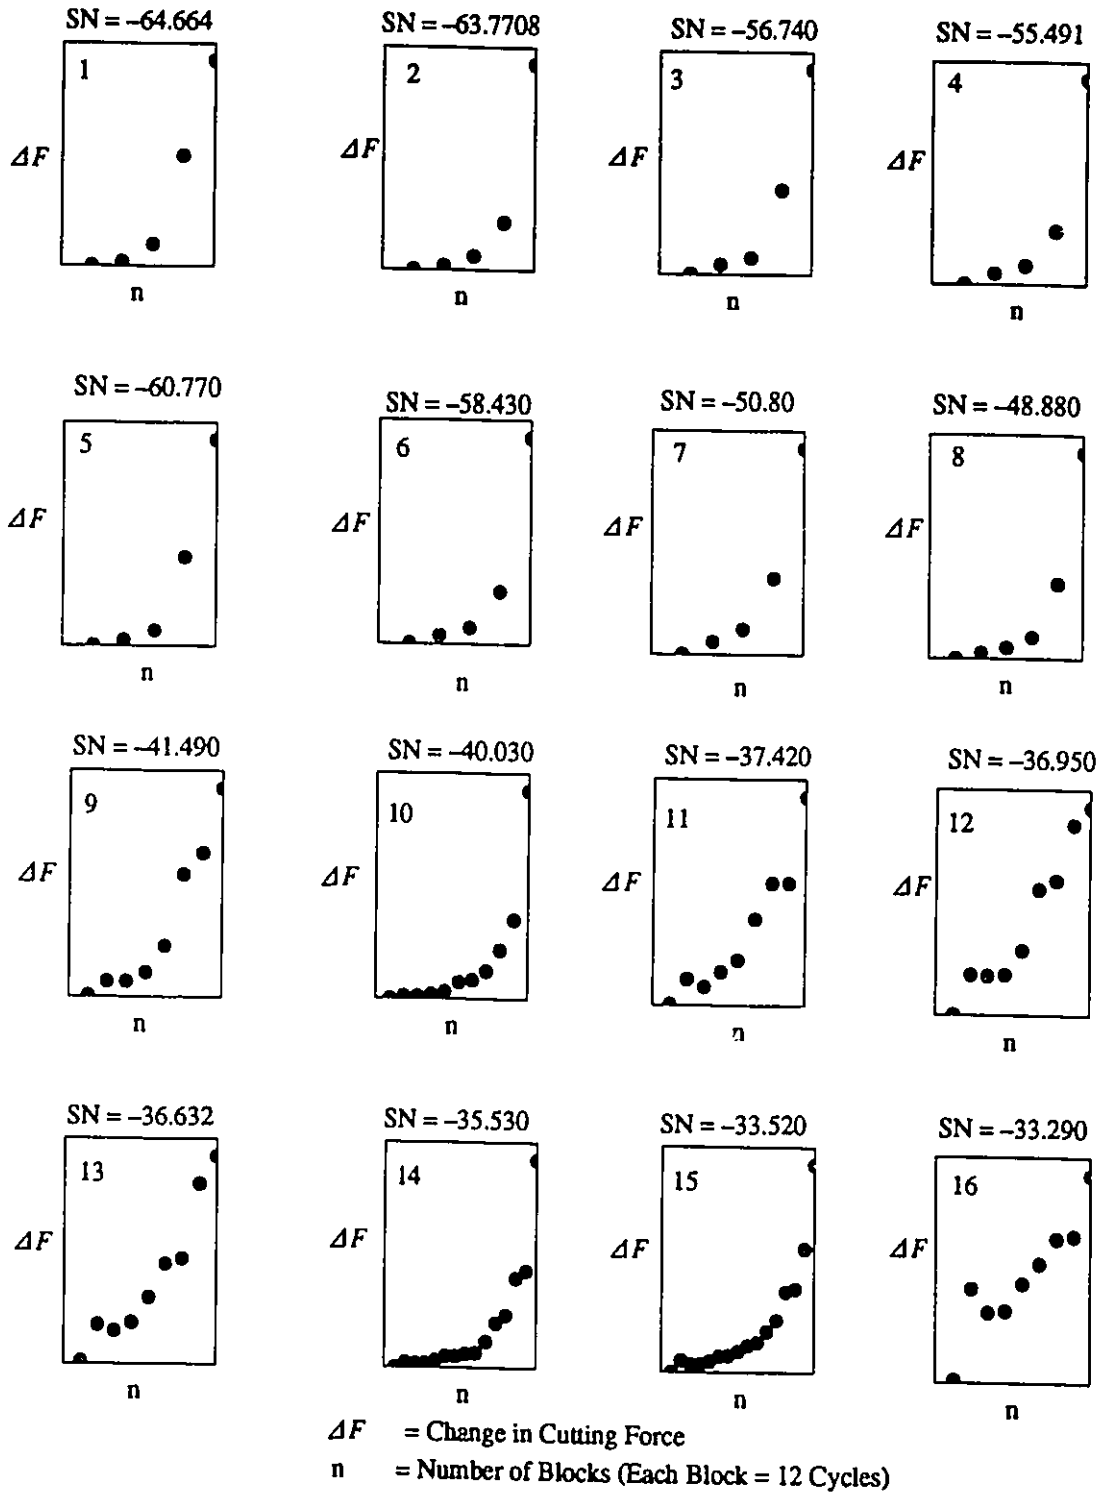 SN = –64.664
SN = –63.7708
SN = –56.740
SN = –55.491
1
2
3
4
ΔF
ΔF
ΔF
ΔF
n
n
n
n
SN = –60.770
SN = –58.430
SN = –50.80
SN = –48.880
5
6
7
8
ΔF
ΔF
ΔF
ΔF
n
n
n
n
SN = –41.490
SN = –40.030
SN = –37.420
SN = –36.950
9
10
11
12
ΔF
ΔF
ΔF
ΔF
n
n
n
n
SN = –36.632
SN = –35.530
SN = –33.520
SN = –33.290
13
14
15
16
ΔF
ΔF
ΔF
ΔF
n
n
n
n
ΔF = Change in Cutting Force
n = Number of Blocks (Each Block = 12 Cycles)